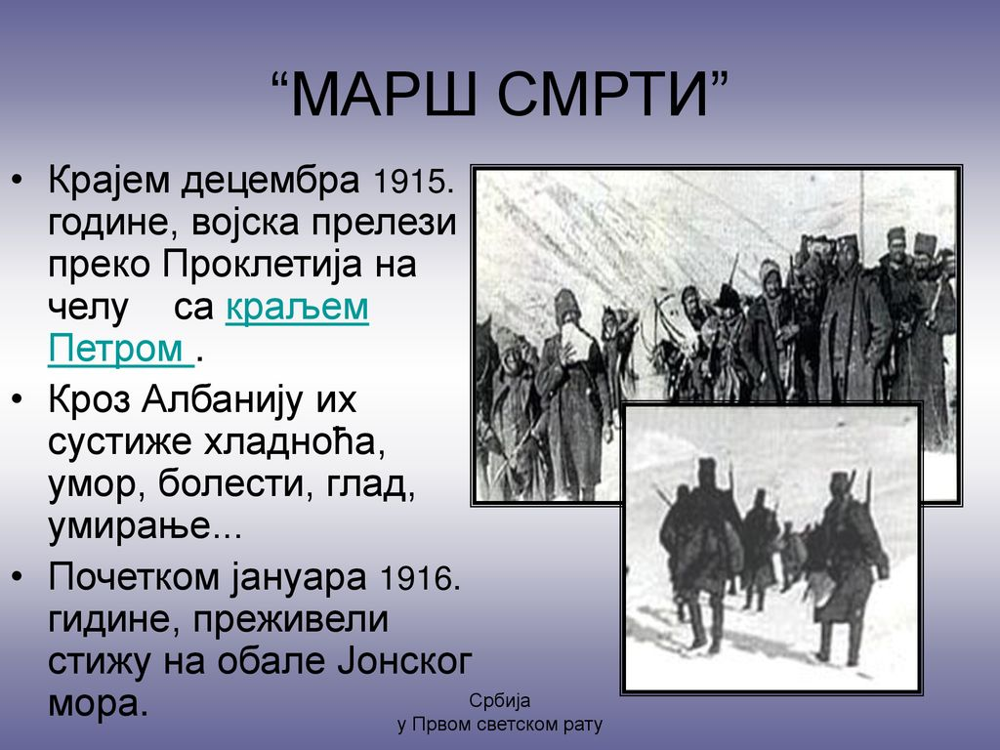 “МАРШ СМРТИ”
• Крајем децембра 1915.
године, војска прелези
преко Проклетија на
челу са краљем
Петром .
• Кроз Албанију их
сустиже хладноћа,
умор, болести, глад,
умирање...
• Почетком јануара 1916.
гидине, преживели
стижу на обале Јонског
мора.
Србија
у Првом светском рату